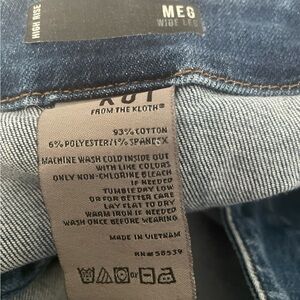 HIGH RISE
MEG
WIDE LEG
KUT
FROM THE KLOTH®
93% COTTON
6% POLYESTER/1% SPANDEX
MACHINE WASH COLD INSIDE OUT
WITH LIKE COLORS
ONLY NON-CHLORINE BLEACH
IF NEEDED
TUMBLE DRY LOW
OR FOR BETTER CARE
LAY FLAT TO DRY
WARM IRON IF NEEDED
WASH ONCE BEFORE WEARING
MADE IN VIETNAM
RN# 58539
or